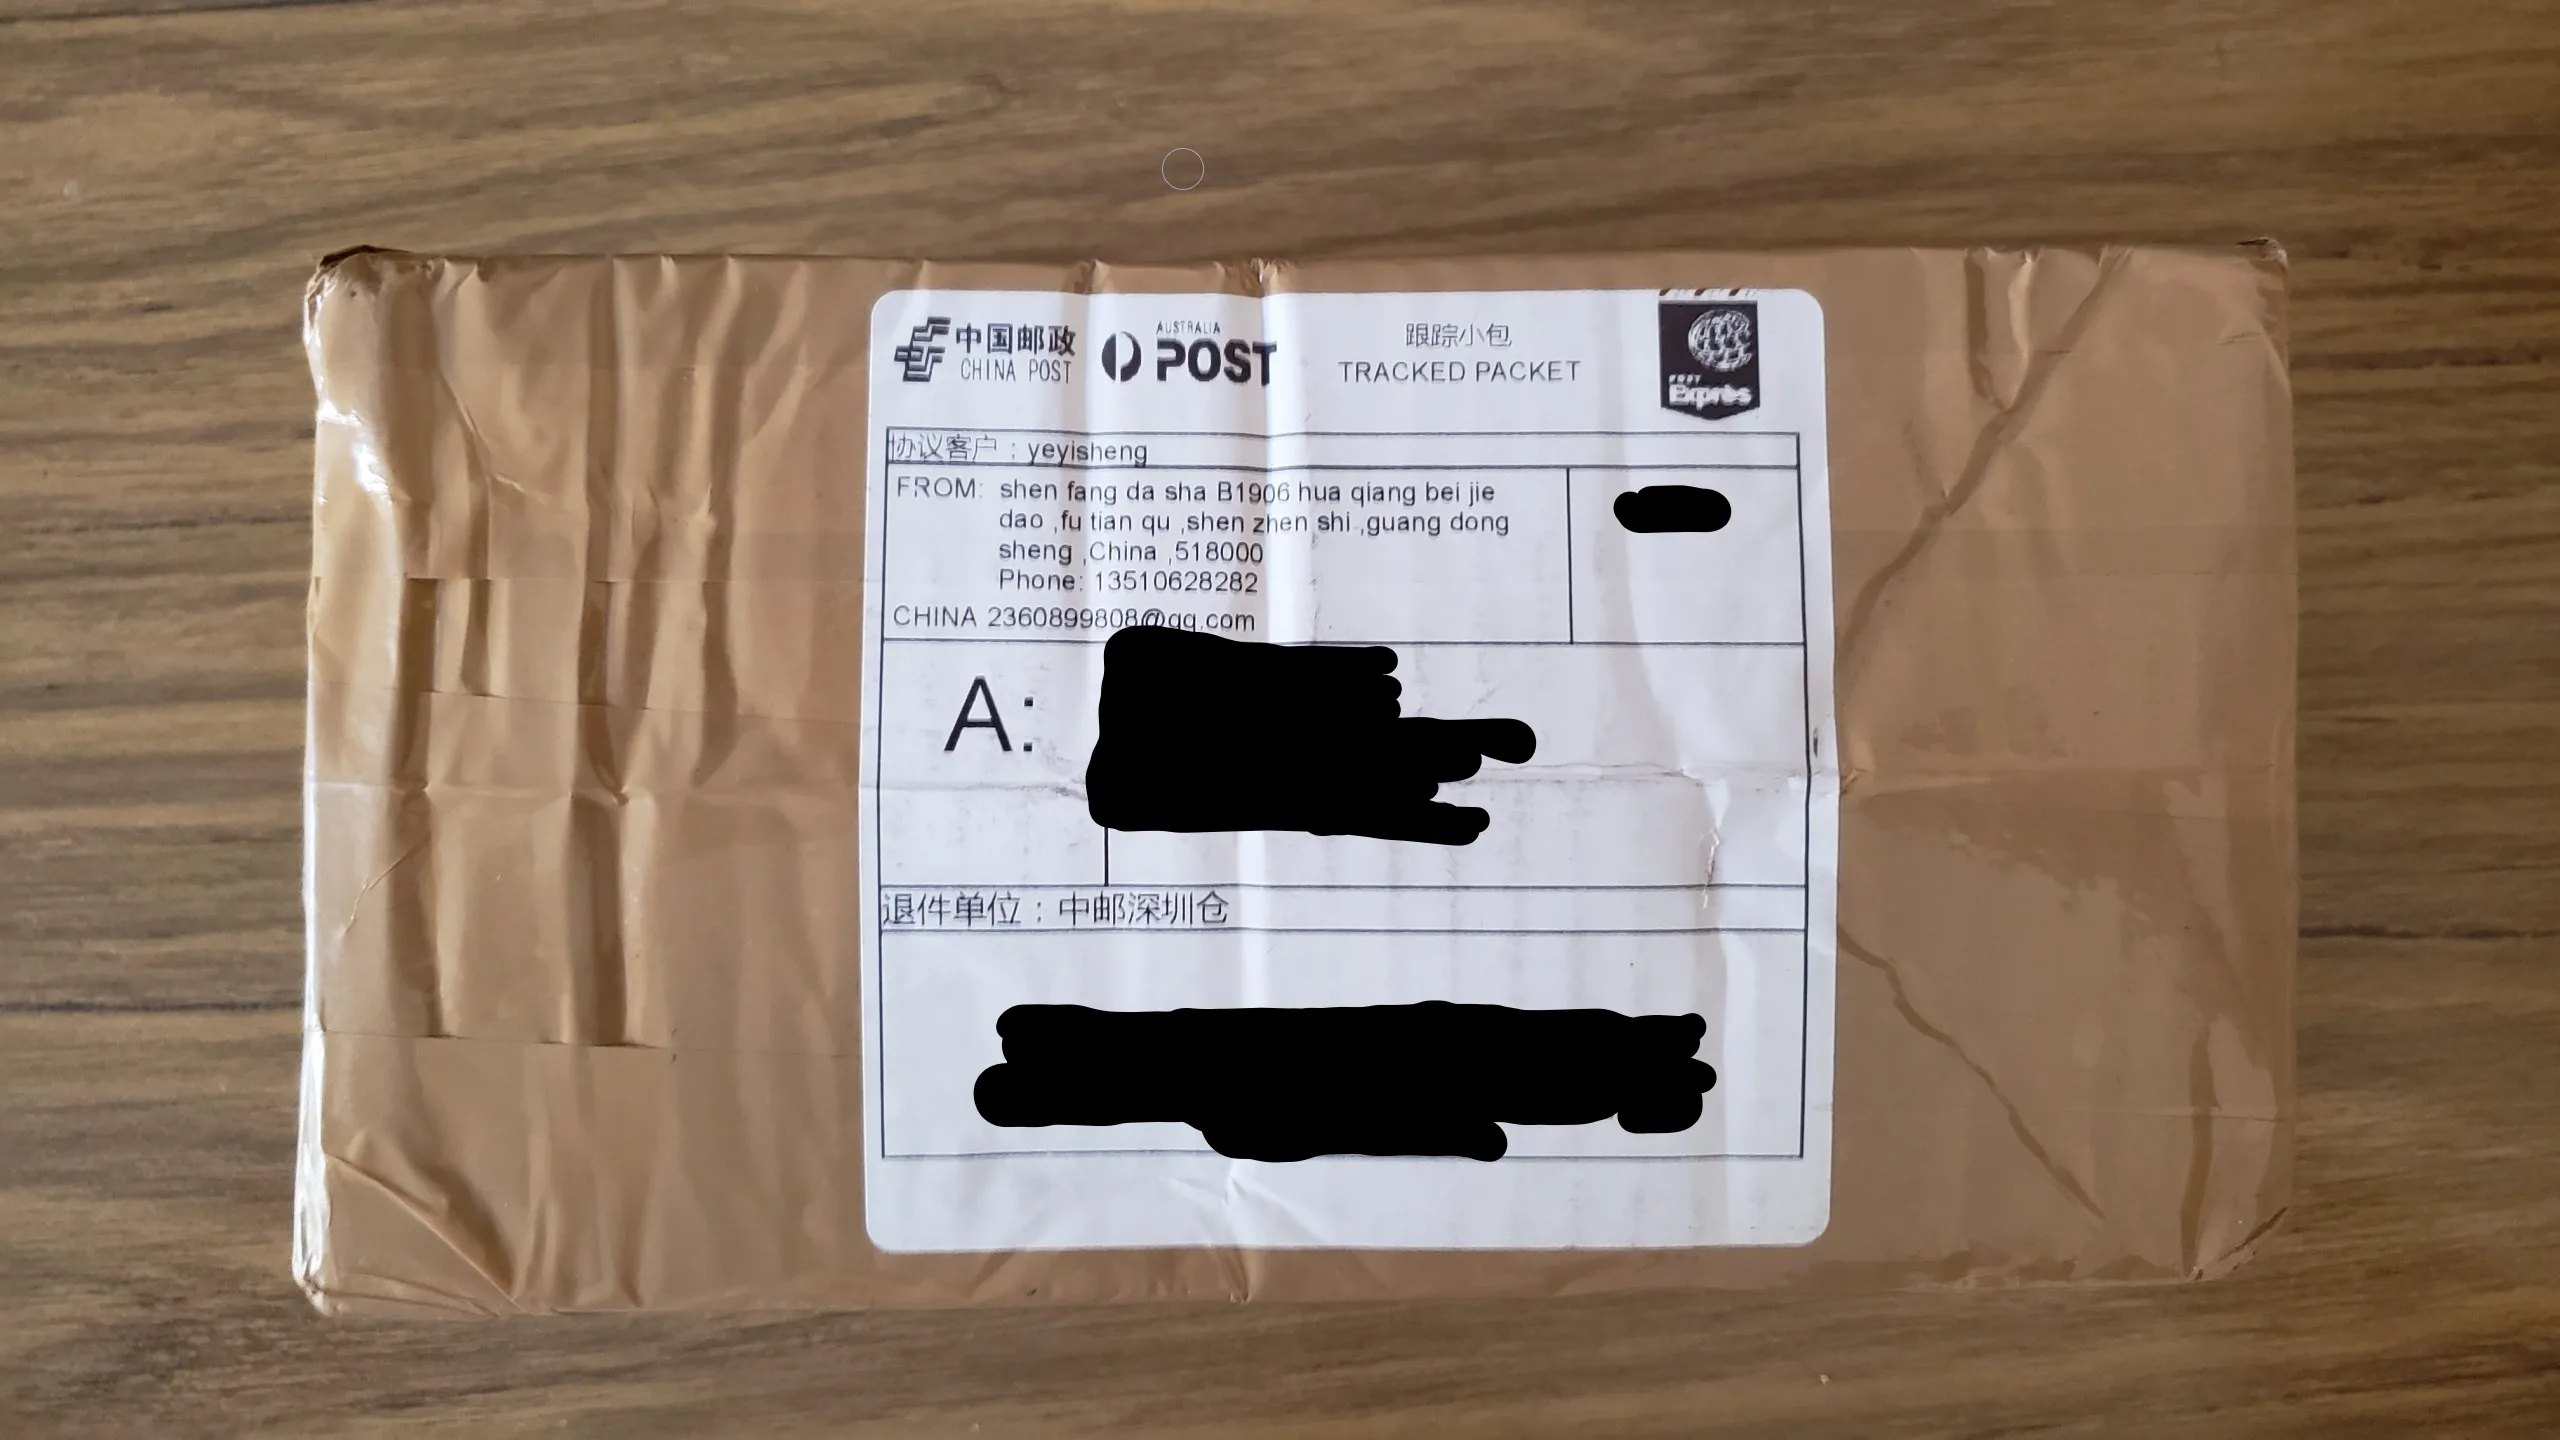 中国邮政
CHINA POST
AUSTRALIA
POST
跟踪小包
TRACKED PACKET
POST
Exprès
协议客户：yeyisheng
FROM: shen fang da sha B1906 hua qiang bei jie
dao ,fu tian qu ,shen zhen shi ,guang dong
sheng ,China ,518000
Phone: 13510628282
CHINA 2360899808@qq.com
A:
退件单位：中邮深圳仓